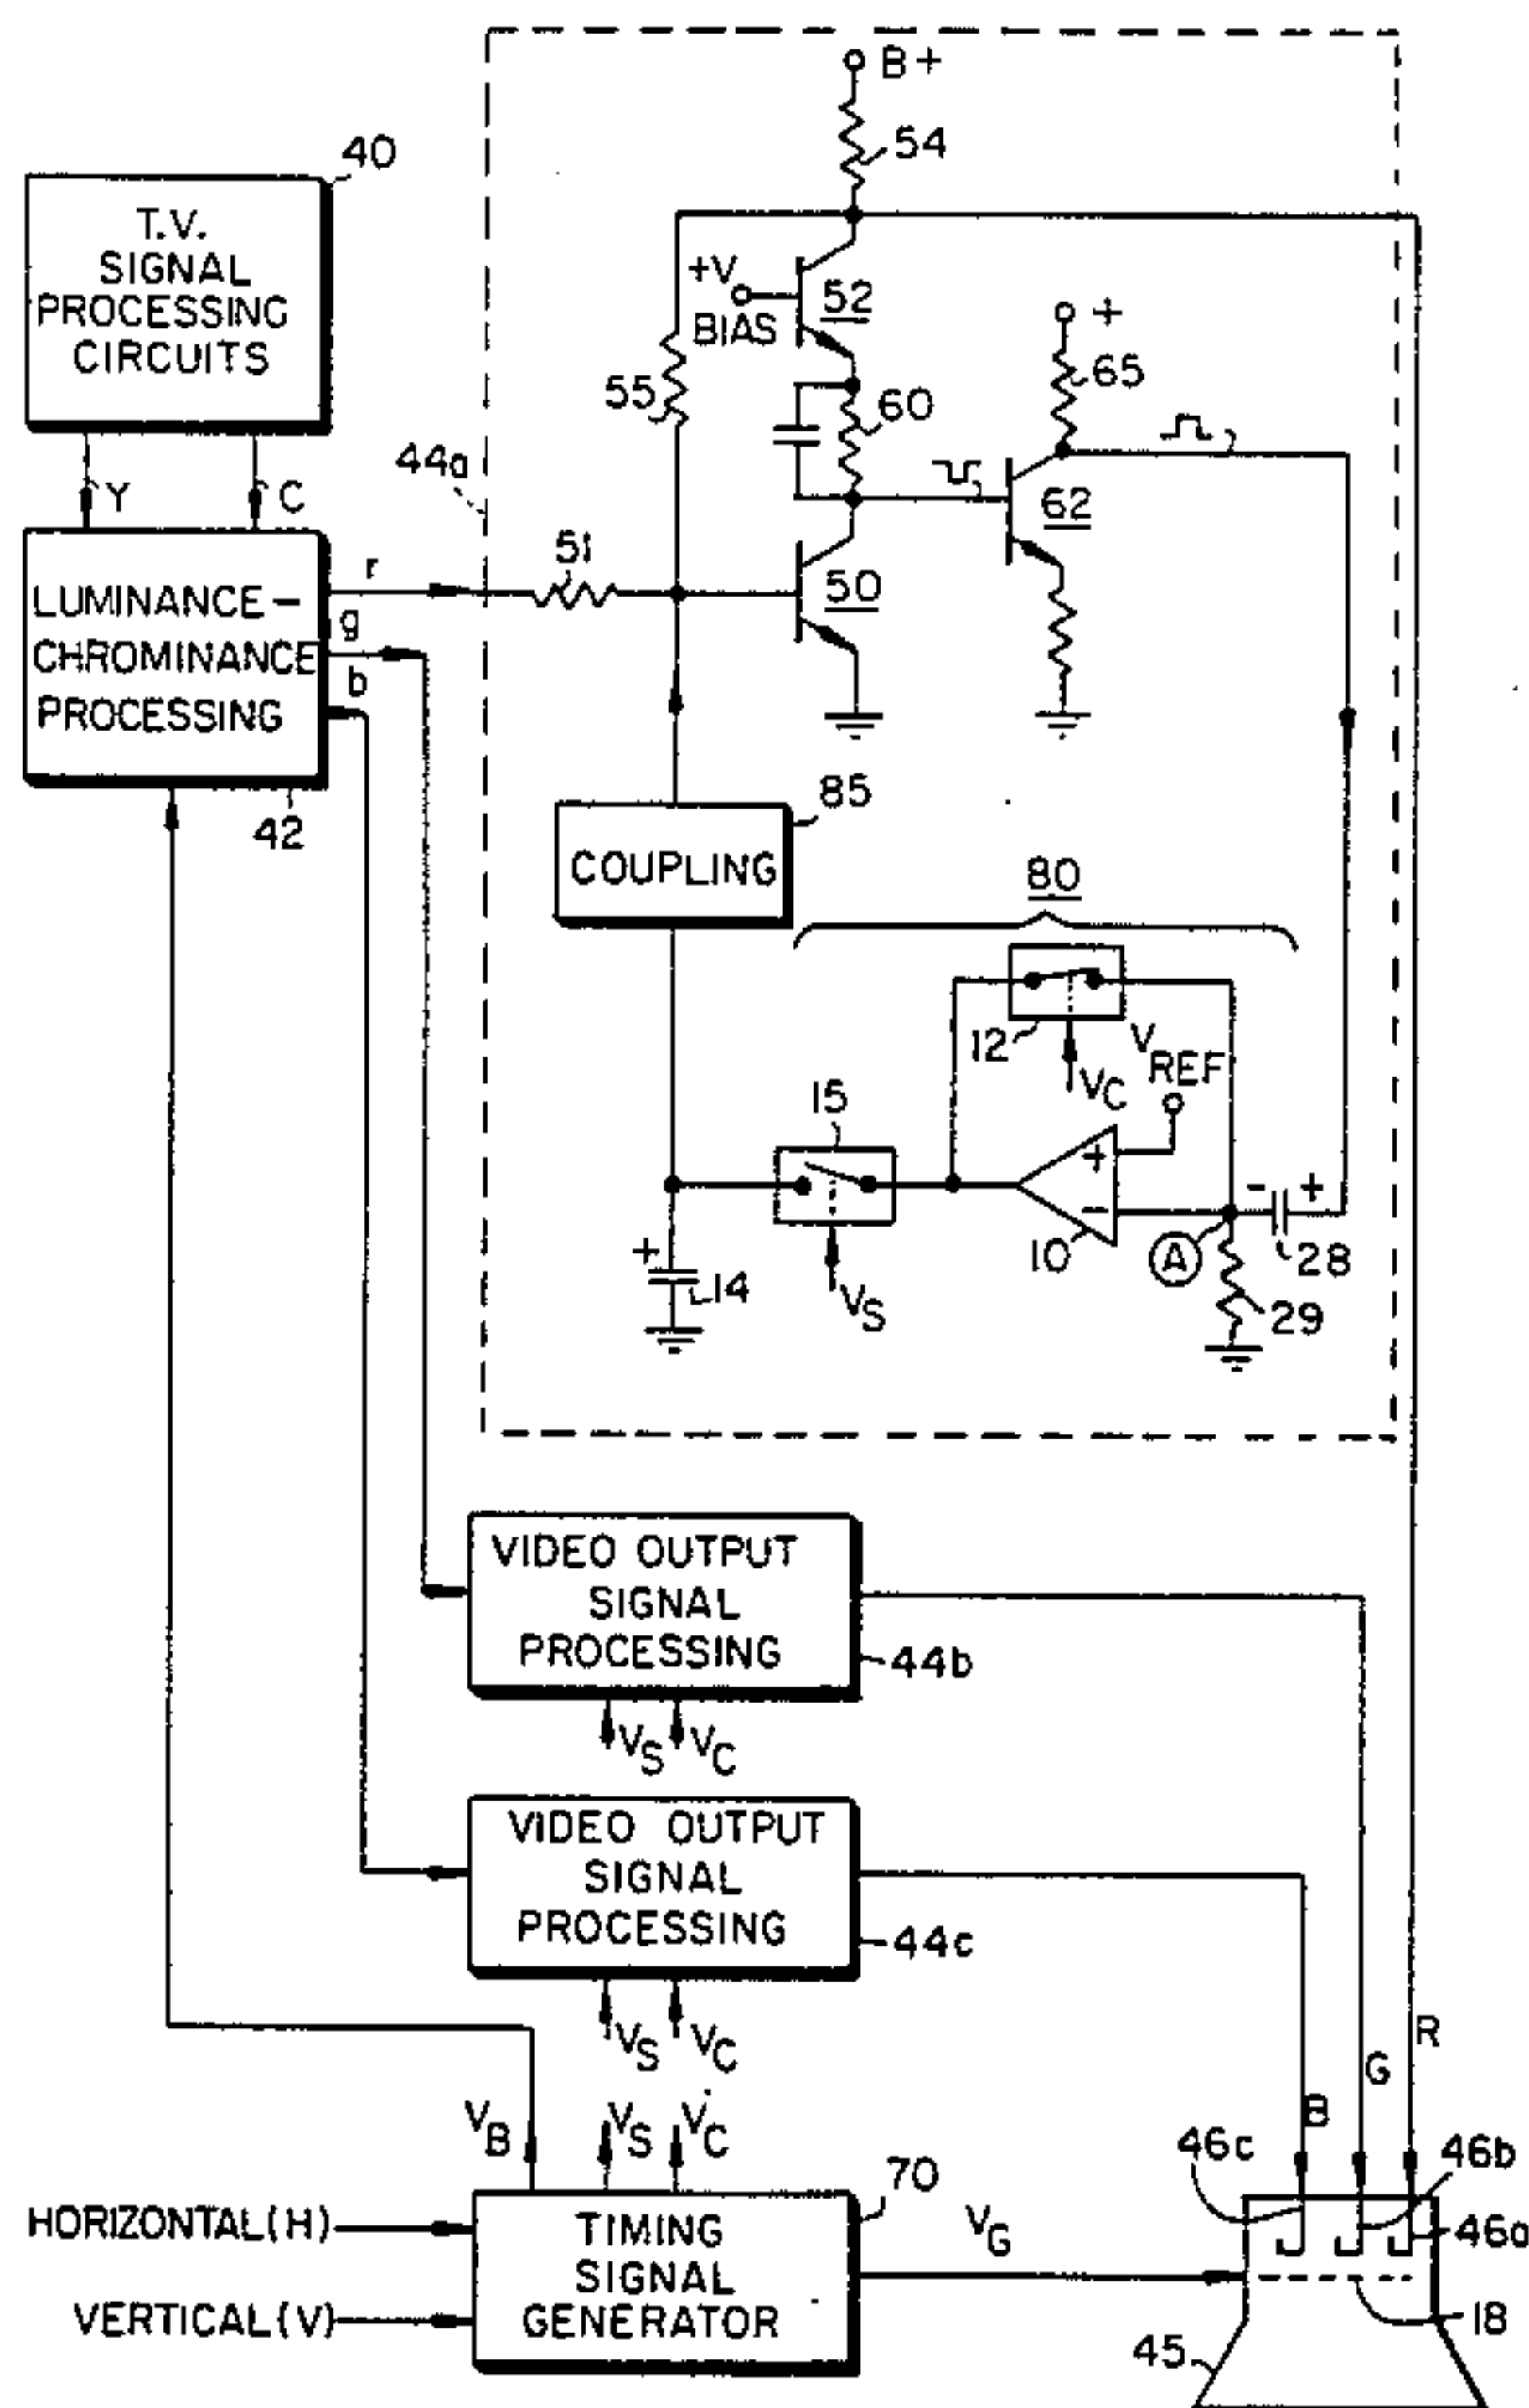 B+
54
40
T.V.
SIGNAL
PROCESSING
CIRCUITS
+V
BIAS
52
+
65
55
60
44a
Y
C
62
51
50
r
g
b
LUMINANCE-
CHROMINANCE
PROCESSING
42
85
COUPLING
80
12
VC
VREF
15
+
-
10
A
- +
28
29
+
14
VS
VIDEO OUTPUT
SIGNAL
PROCESSING
44b
VS VC
VIDEO OUTPUT
SIGNAL
PROCESSING
44c
VS VC
R
G
B
VB VS VC
46c
46b
46a
70
HORIZONTAL(H)
VERTICAL(V)
TIMING
SIGNAL
GENERATOR
VG
18
45